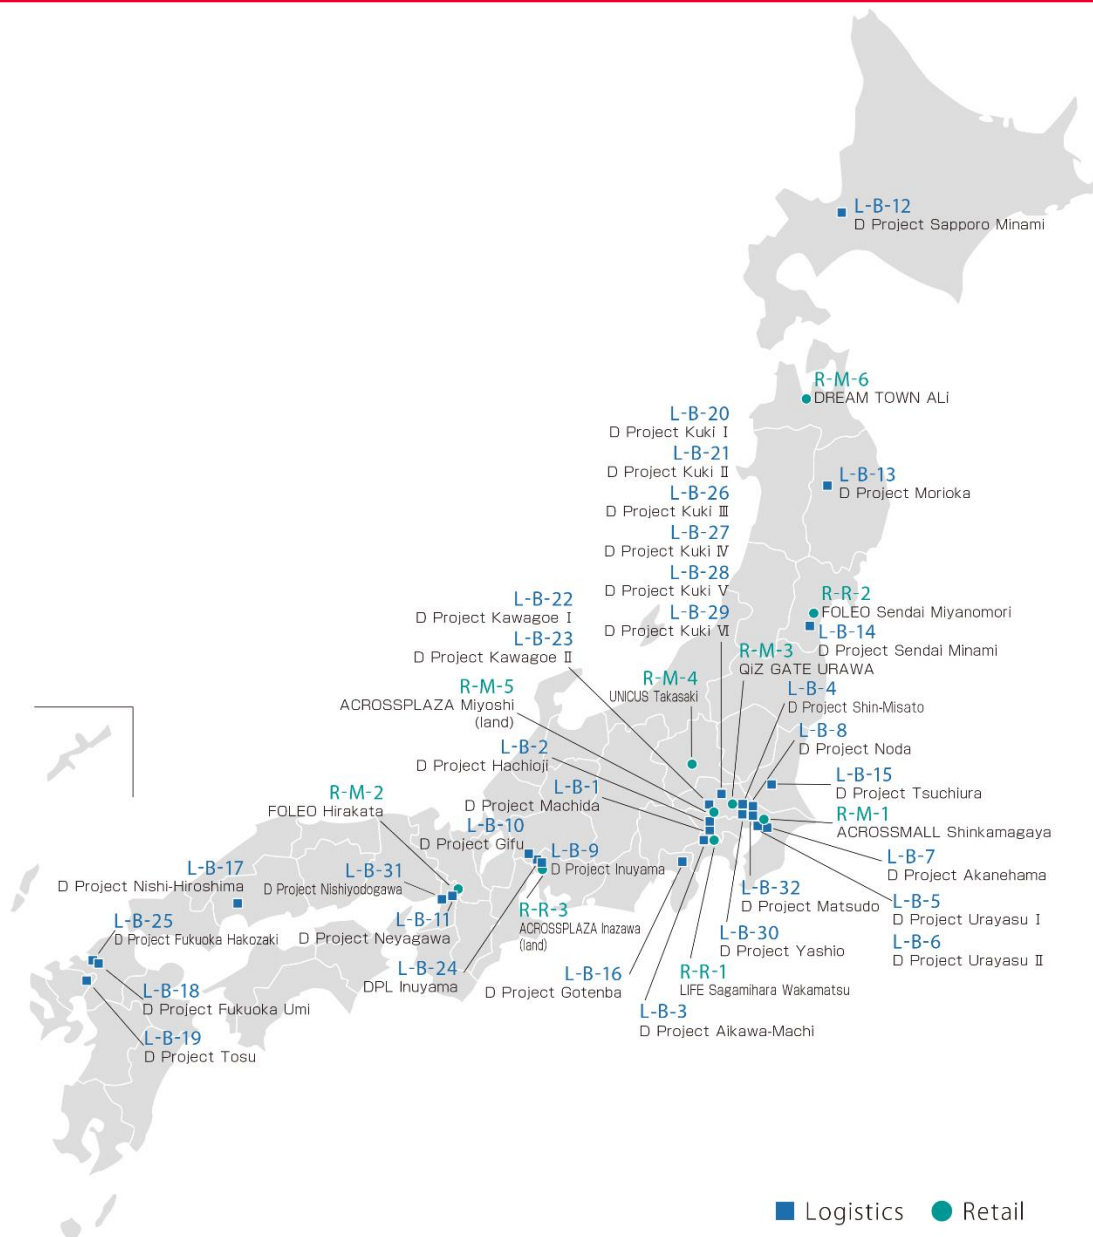 L-B-12
D Project Sapporo Minami
R-M-6
DREAM TOWN ALi
L-B-20
D Project Kuki Ⅰ
L-B-21
D Project Kuki Ⅱ
L-B-26
D Project Kuki Ⅲ
L-B-27
D Project Kuki Ⅳ
L-B-28
D Project Kuki Ⅴ
L-B-29
D Project Kuki Ⅵ
L-B-13
D Project Morioka
R-R-2
FOLEO Sendai Miyanomori
L-B-14
D Project Sendai Minami
L-B-22
D Project Kawagoe Ⅰ
L-B-23
D Project Kawagoe Ⅱ
R-M-3
QiZ GATE URAWA
R-M-4
UNICUS Takasaki
R-M-5
ACROSSPLAZA Miyoshi
(land)
L-B-4
D Project Shin-Misato
L-B-8
D Project Noda
L-B-2
D Project Hachioji
L-B-15
D Project Tsuchiura
L-B-1
D Project Machida
R-M-2
FOLEO Hirakata
R-M-1
ACROSSMALL Shinkamagaya
L-B-10
D Project Gifu
L-B-9
D Project Inuyama
L-B-7
D Project Akanehama
L-B-17
D Project Nishi-Hiroshima
L-B-31
D Project Nishiyodogawa
L-B-32
D Project Matsudo
L-B-5
D Project Urayasu Ⅰ
L-B-25
D Project Fukuoka Hakozaki
L-B-11
D Project Neyagawa
R-R-3
ACROSSPLAZA Inazawa
(land)
L-B-30
D Project Yashio
L-B-6
D Project Urayasu Ⅱ
L-B-24
DPL Inuyama
L-B-16
D Project Gotenba
R-R-1
LIFE Sagamihara Wakamatsu
L-B-18
D Project Fukuoka Umi
L-B-3
D Project Aikawa-Machi
L-B-19
D Project Tosu
Logistics
Retail